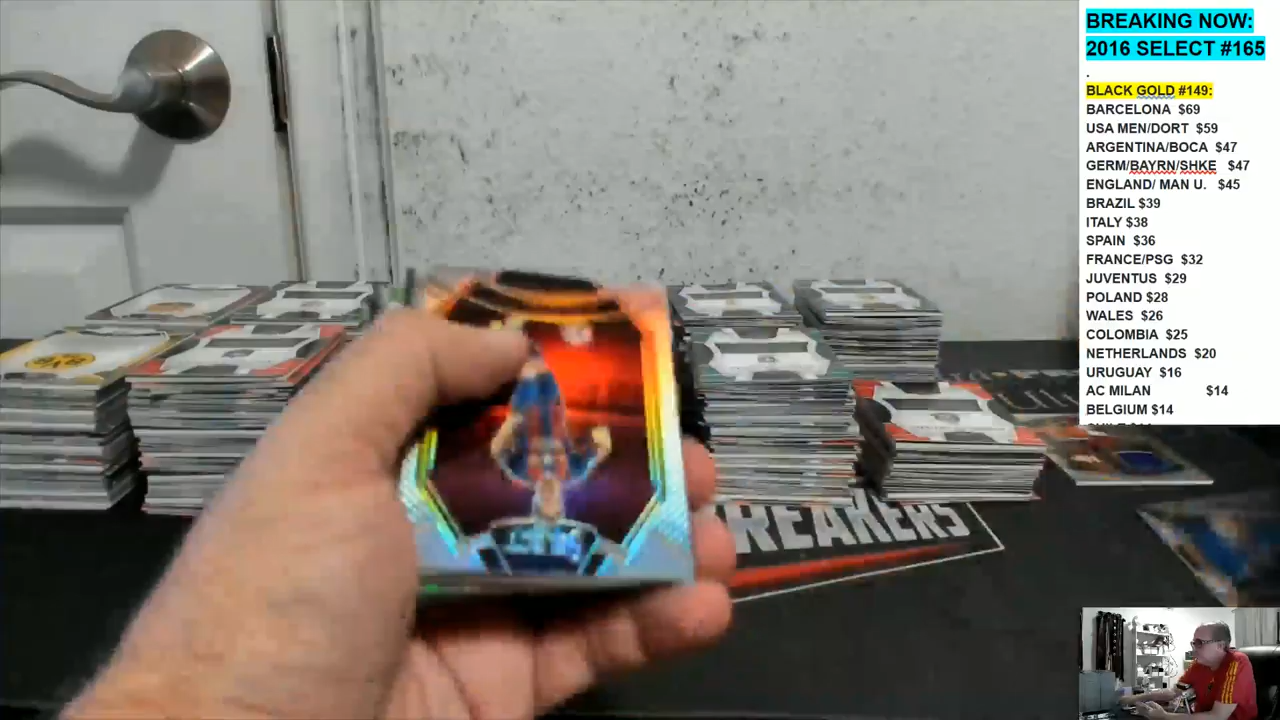 BREAKING NOW:
2016 SELECT #165
.
BLACK GOLD #149:
BARCELONA $69
USA MEN/DORT $59
ARGENTINA/BOCA $47
GERM/BAYRN/SHKE $47
ENGLAND/ MAN U. $45
BRAZIL $39
ITALY $38
SPAIN $36
FRANCE/PSG $32
JUVENTUS $29
POLAND $28
WALES $26
COLOMBIA $25
NETHERLANDS $20
URUGUAY $16
AC MILAN $14
BELGIUM $14
BREAKERS